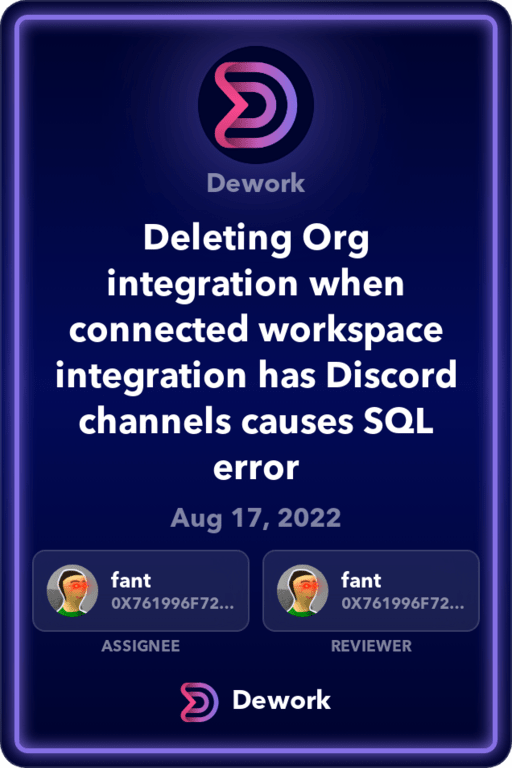 Dework
Deleting Org
integration when
connected workspace
integration has Discord
channels causes SQL
error
Aug 17, 2022
fant
0X761996F72...
ASSIGNEE
fant
0X761996F72...
REVIEWER
Dework